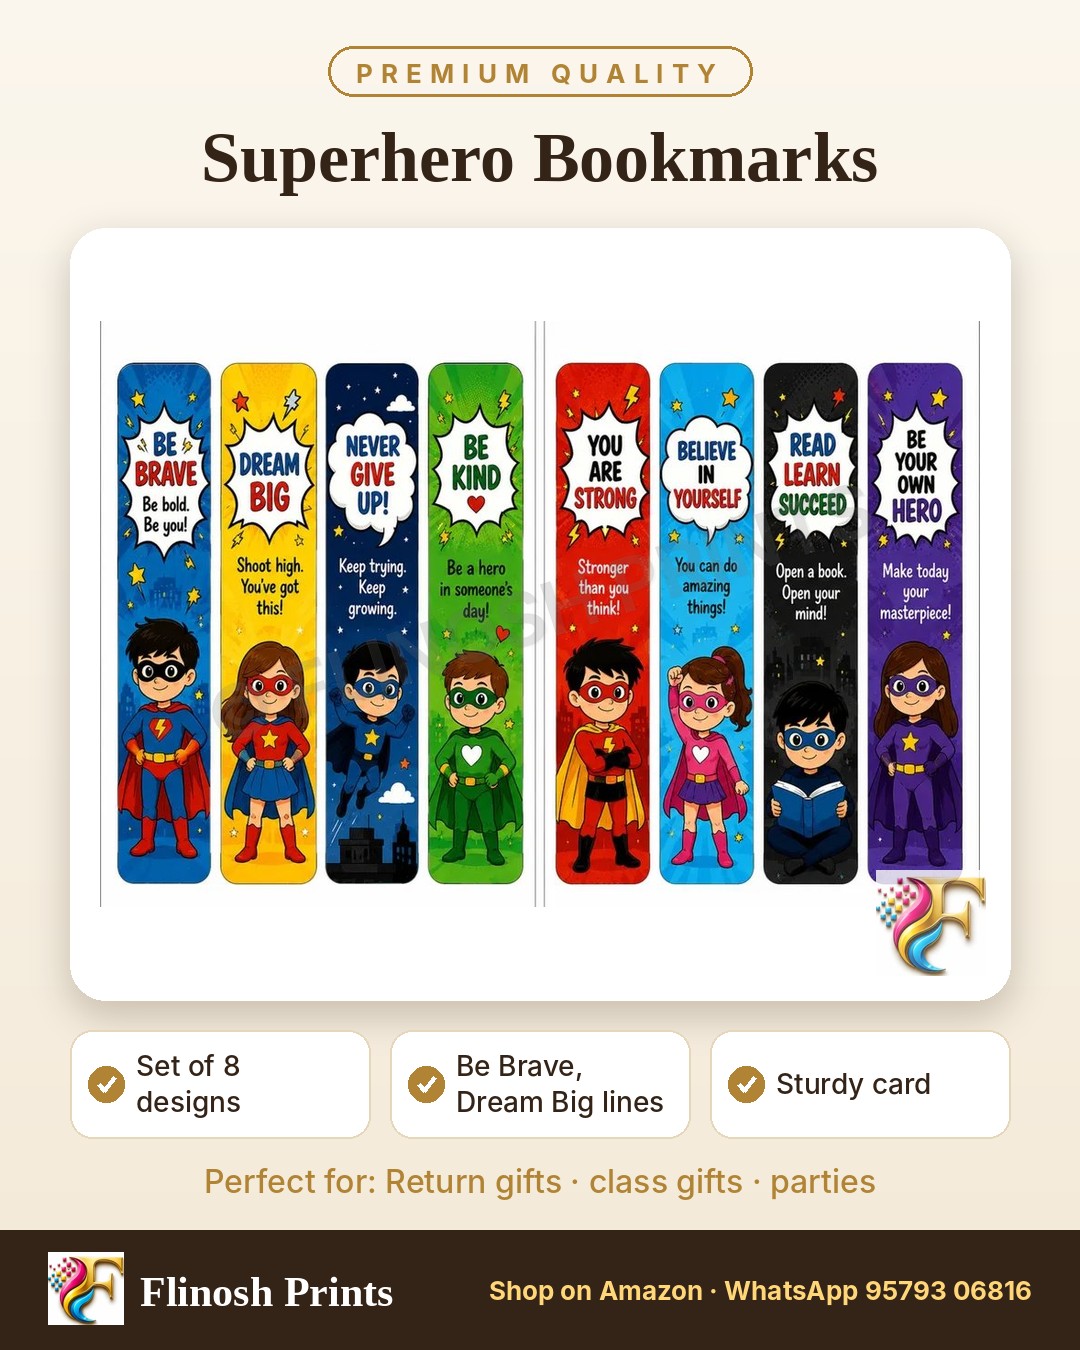 PREMIUM QUALITY
Superhero Bookmarks
BE
BRAVE
Be bold.
Be you!
DREAM
BIG
Shoot high.
You've got
this!
NEVER
GIVE
UP!
Keep trying.
Keep
growing.
BE
KIND
Be a hero
in someone's
day!
YOU
ARE
STRONG
Stronger
than you
think!
BELIEVE
IN
YOURSELF
You can do
amazing
things!
READ
LEARN
SUCCEED
Open a book.
Open your
mind!
BE
YOUR
OWN
HERO
Make today
your
masterpiece!
F
Set of 8
designs
Be Brave,
Dream Big lines
Sturdy card
Perfect for: Return gifts · class gifts · parties
F
Flinosh Prints
Shop on Amazon · WhatsApp 95793 06816